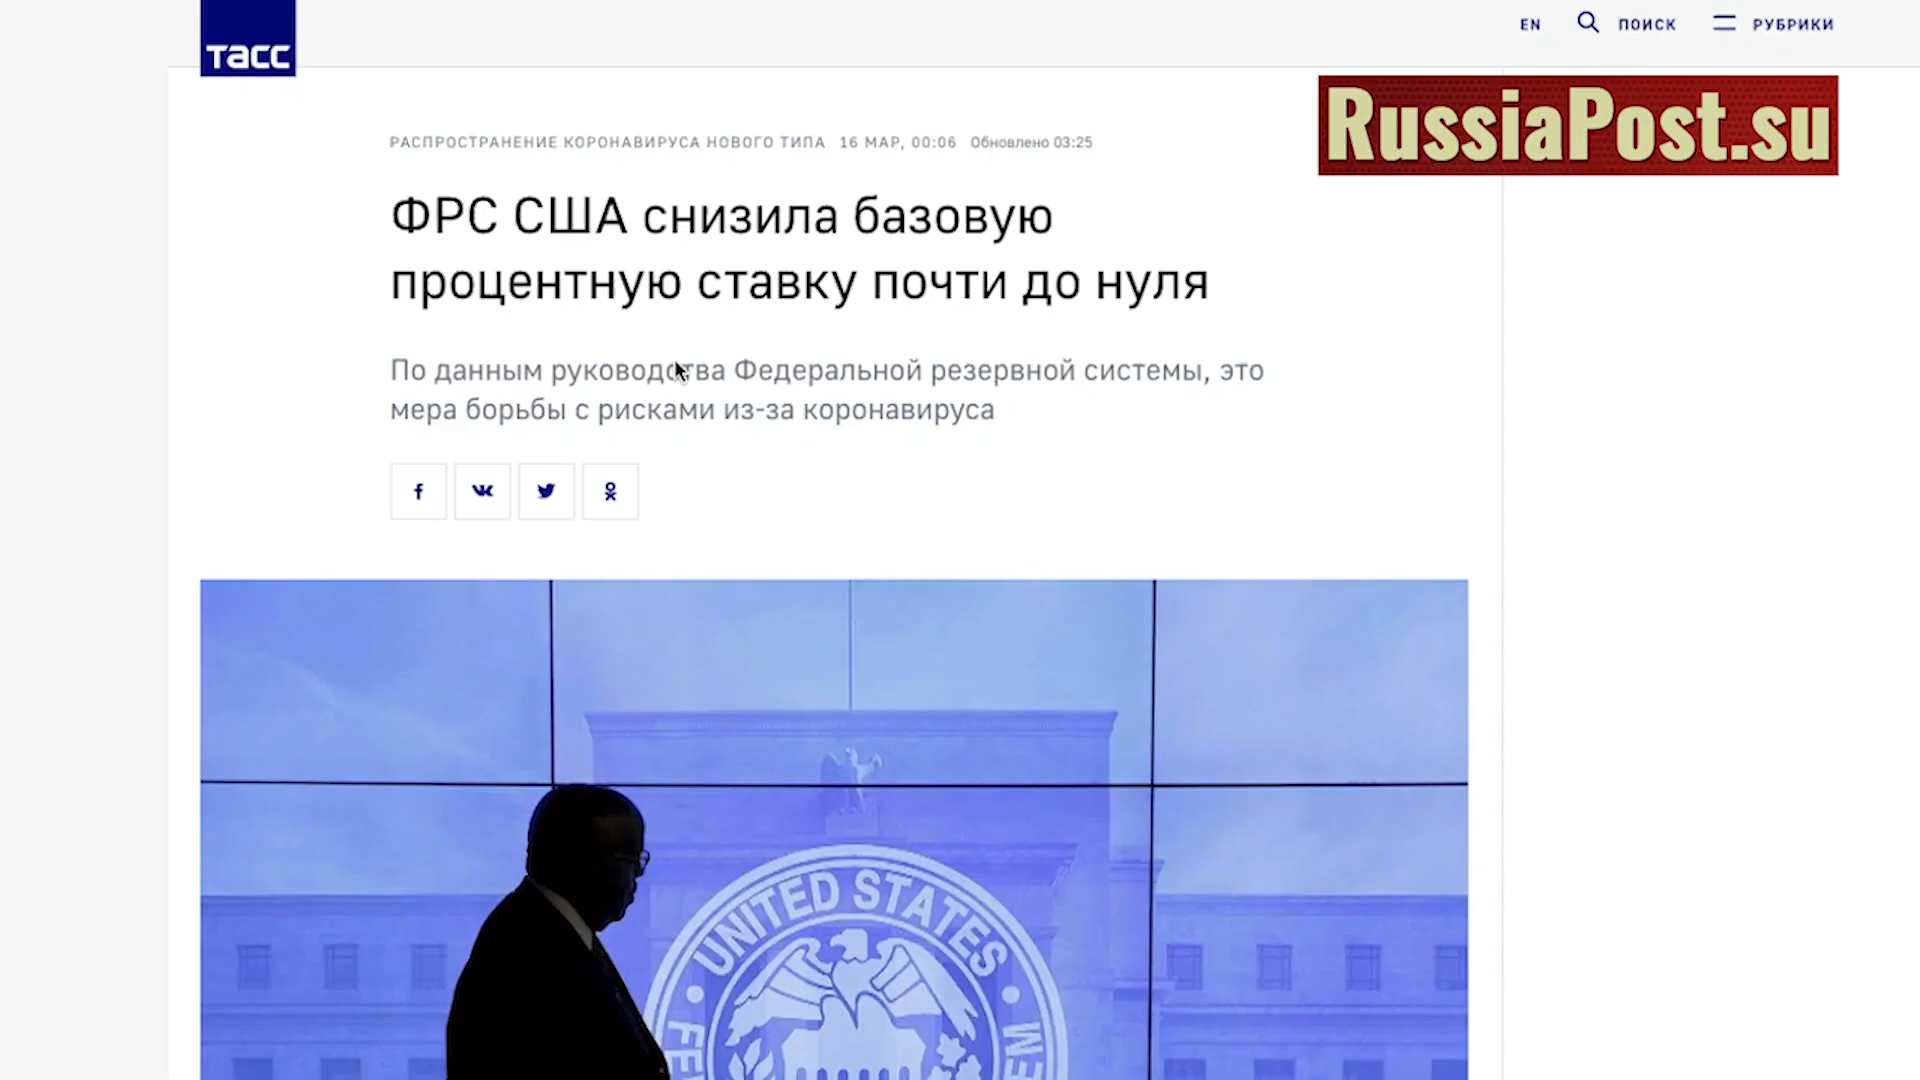 тасс
EN ПОИСК РУБРИКИ
RussiaPost.su
РАСПРОСТРАНЕНИЕ КОРОНАВИРУСА НОВОГО ТИПА 16 МАР, 00:06 Обновлено 03:25
ФРС США снизила базовую
процентную ставку почти до нуля
По данным руководства Федеральной резервной системы, это
мера борьбы с рисками из-за коронавируса
UNITED STATES